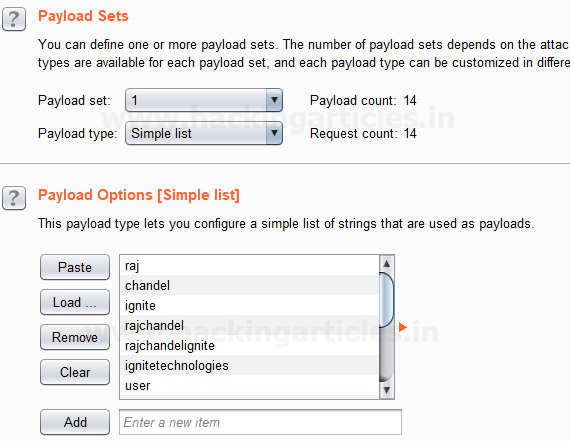 ?
Payload Sets
You can define one or more payload sets. The number of payload sets depends on the attac
types are available for each payload set, and each payload type can be customized in differe
Payload set: 1 Payload count: 14
www.hackingarticles.in
Payload type: Simple list Request count: 14
?
Payload Options [Simple list]
This payload type lets you configure a simple list of strings that are used as payloads.
Paste
Load ...
Remove
Clear
raj
chandel
ignite
rajchandel
www.hackingarticles.in
rajchandelignite
ignitetechnologies
user
Add Enter a new item